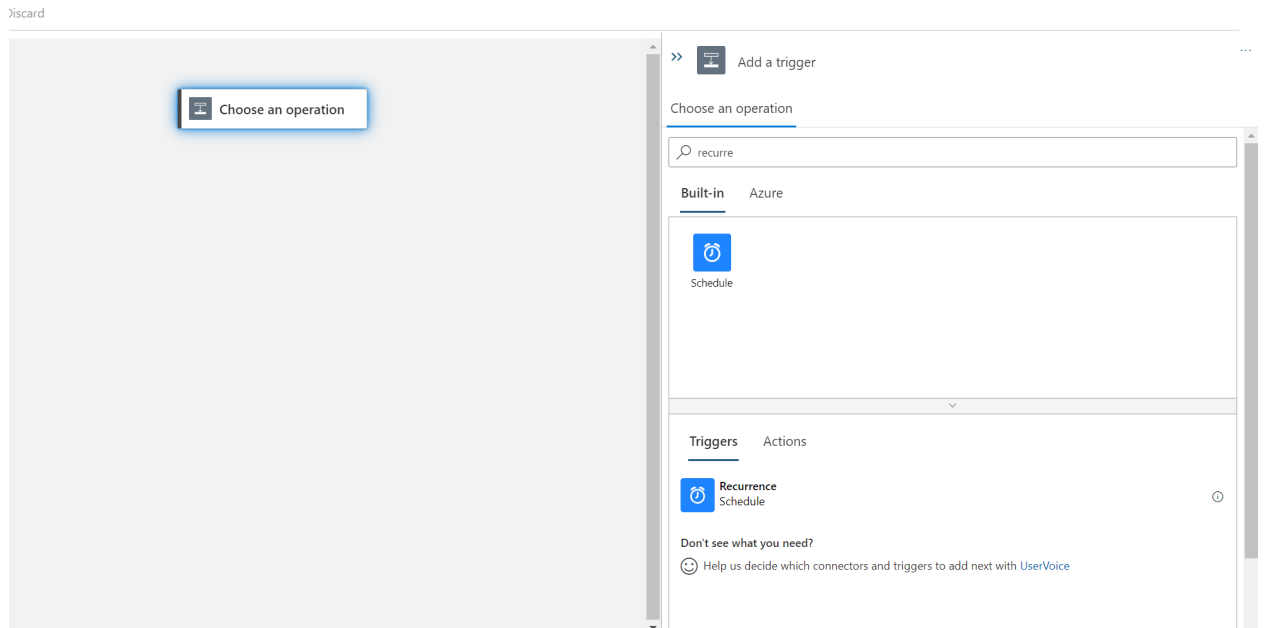 Discard
Choose an operation
Add a trigger
...
Choose an operation
recurre
Built-in Azure
Schedule
Triggers Actions
Recurrence
Schedule
Don't see what you need?
Help us decide which connectors and triggers to add next with UserVoice